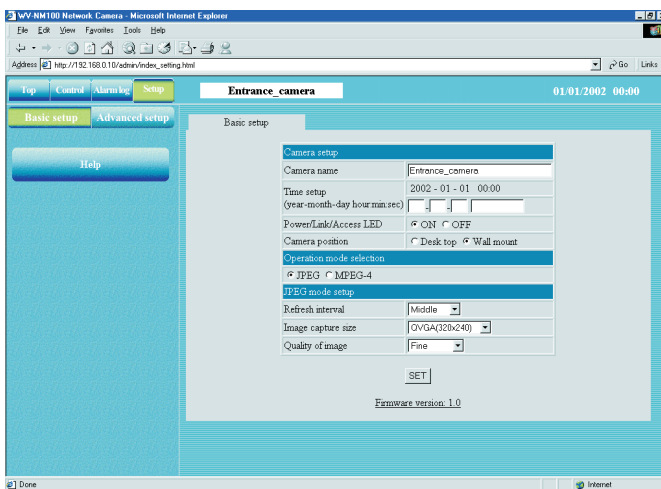 WV-NM100 Network Camera - Microsoft Internet Explorer
File Edit View Favorites Tools Help
Address http://192.168.0.10/admin/index_setting.html Go Links
Top Control Alarm log Setup Entrance_camera 01/01/2002 00:00
Basic setup Advanced setup
Help
Basic setup
Camera setup
Camera name Entrance_camera
Time setup
(year-month-day hour:min:sec)
2002 - 01 - 01 00:00
- -
Power/Link/Access LED ON OFF
Camera position Desk top Wall mount
Operation mode selection
JPEG MPEG-4
JPEG mode setup
Refresh interval Middle
Image capture size QVGA(320x240)
Quality of image Fine
SET
Firmware version: 1.0
Done Internet